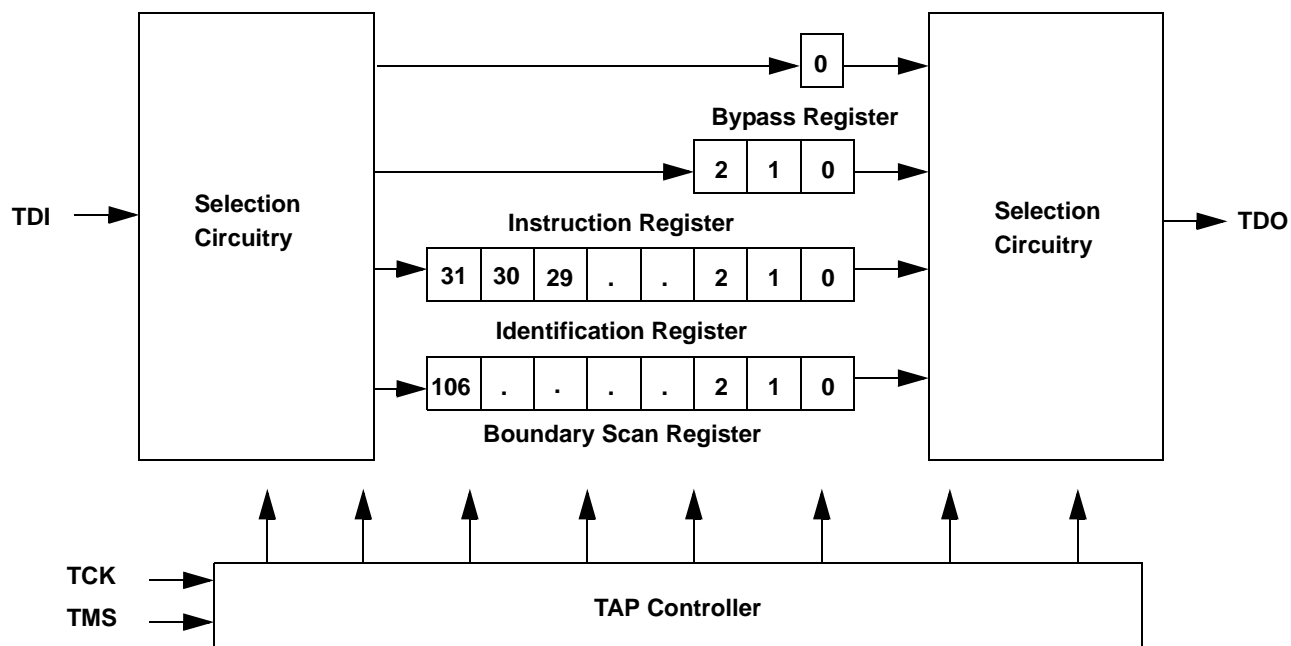 0
Bypass Register
2 1 0
TDI
Selection
Circuitry
Instruction Register
Selection
Circuitry
TDO
31 30 29 . . 2 1 0
Identification Register
106 . . . . 2 1 0
Boundary Scan Register
TCK
TMS
TAP Controller